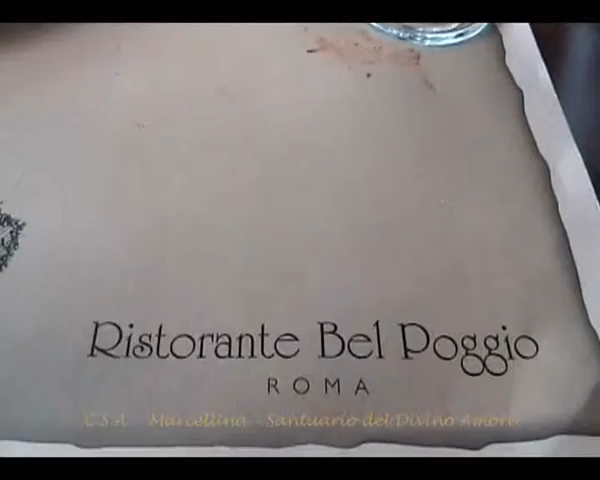 Ristorante Bel Poggio
ROMA
C.S.A. Marcellina - Santuario del Divino Amore